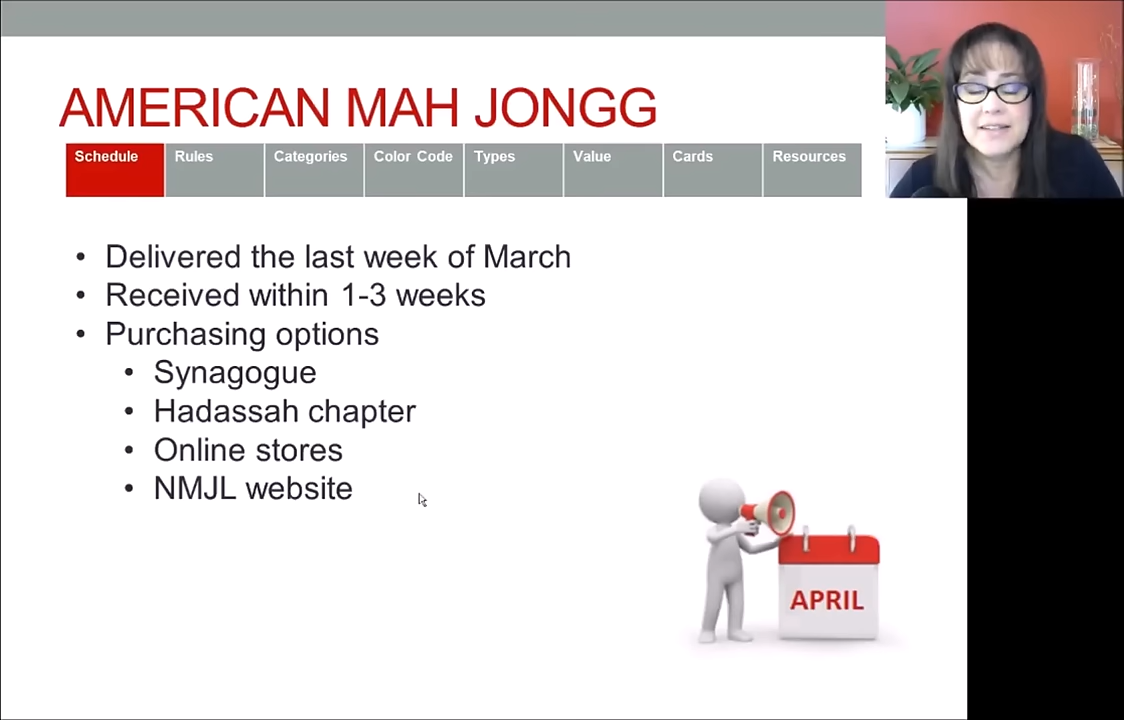 AMERICAN MAH JONGG
Schedule Rules Categories Color Code Types Value Cards Resources
• Delivered the last week of March
• Received within 1-3 weeks
• Purchasing options
• Synagogue
• Hadassah chapter
• Online stores
• NMJL website
APRIL